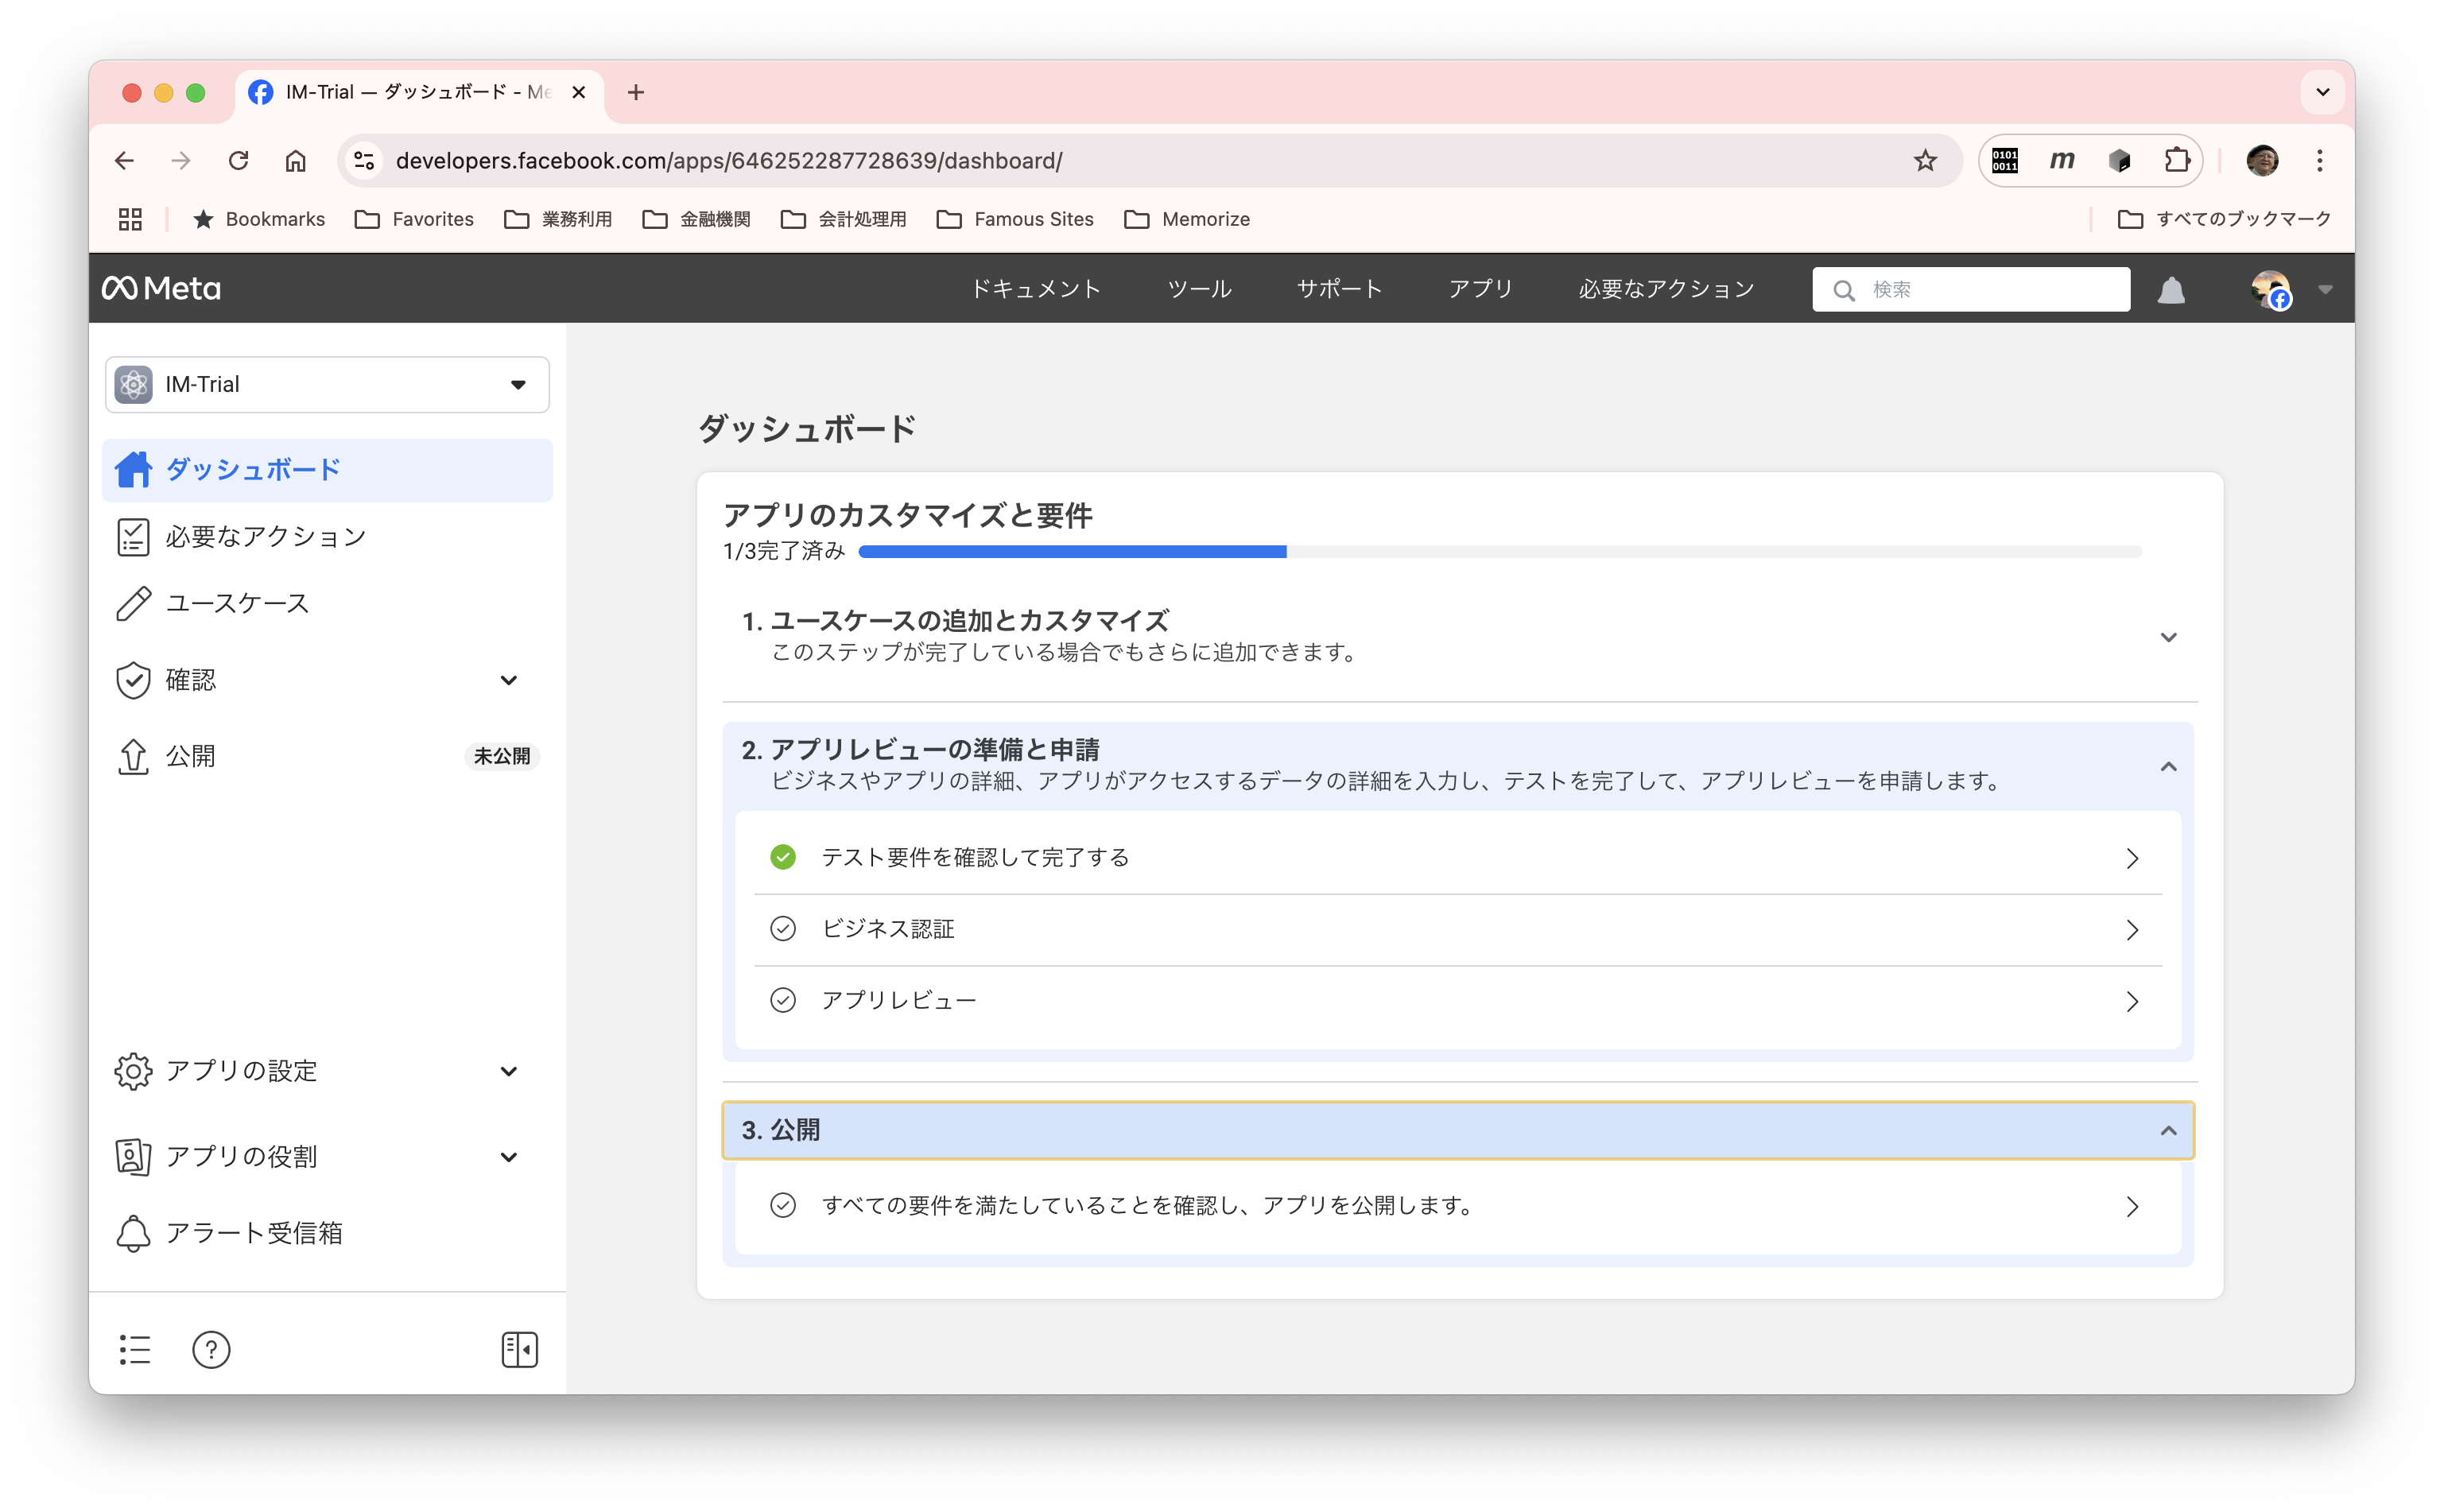 IM-Trial — ダッシュボード - Me
developers.facebook.com/apps/646252287728639/dashboard/
0101
0011
m
Bookmarks
Favorites
業務利用
金融機関
会計処理用
Famous Sites
Memorize
すべてのブックマーク
Meta
ドキュメント
ツール
サポート
アプリ
必要なアクション
検索
IM-Trial
ダッシュボード
必要なアクション
ユースケース
確認
公開
未公開
アプリの設定
アプリの役割
アラート受信箱
ダッシュボード
アプリのカスタマイズと要件
1/3完了済み
1. ユースケースの追加とカスタマイズ
このステップが完了している場合でもさらに追加できます。
2. アプリレビューの準備と申請
ビジネスやアプリの詳細、アプリがアクセスするデータの詳細を入力し、テストを完了して、アプリレビューを申請します。
テスト要件を確認して完了する
ビジネス認証
アプリレビュー
3. 公開
すべての要件を満たしていることを確認し、アプリを公開します。